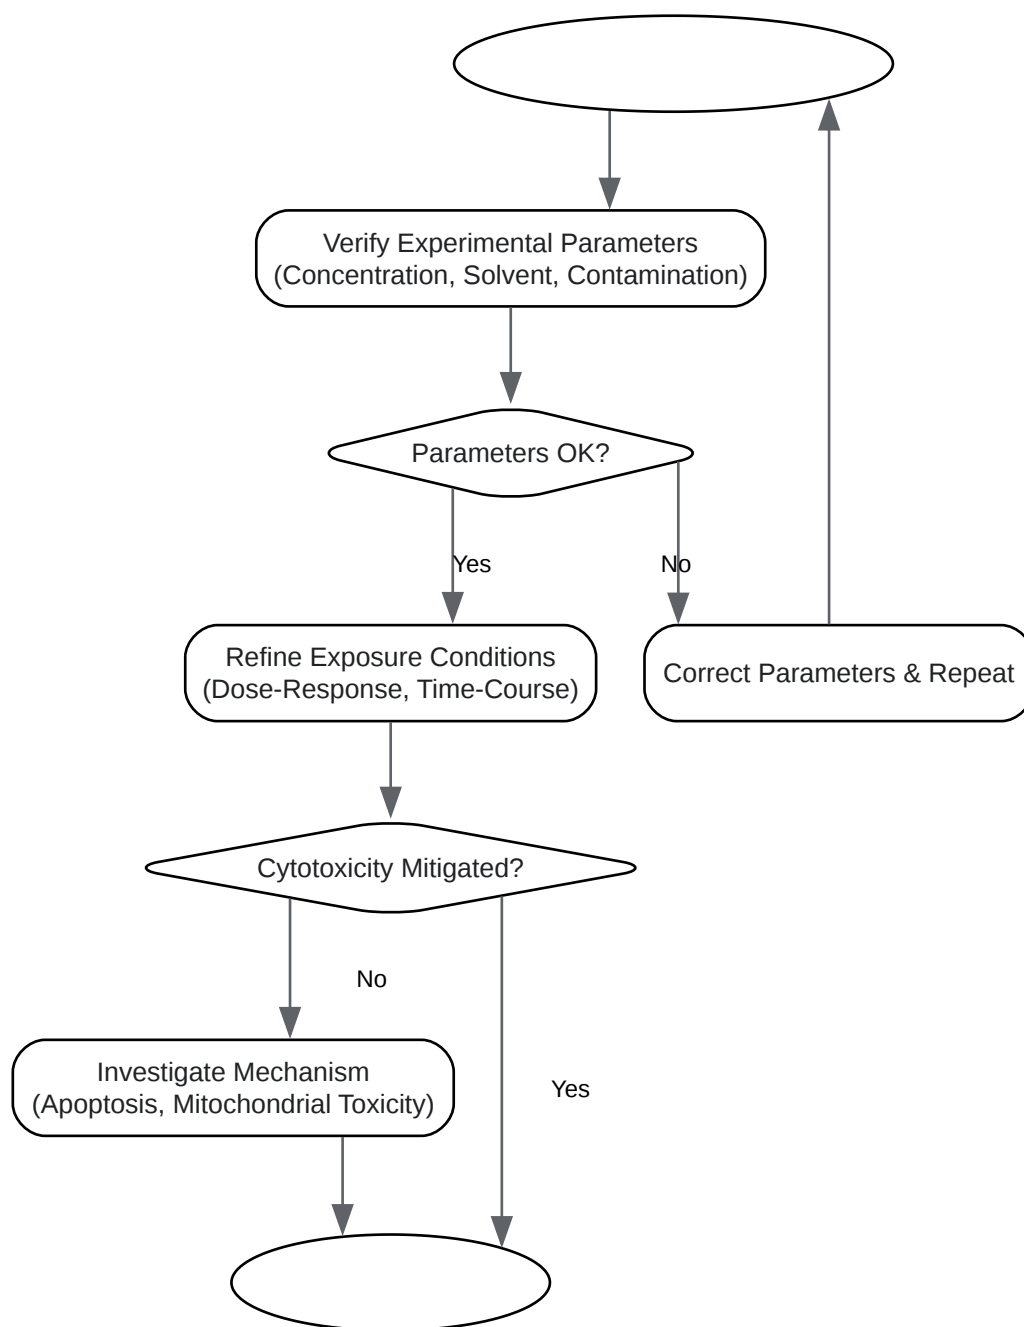 Verify Experimental Parameters
(Concentration, Solvent, Contamination)
Parameters OK?
Yes
No
Refine Exposure Conditions
(Dose-Response, Time-Course)
Correct Parameters & Repeat
Cytotoxicity Mitigated?
No
Yes
Investigate Mechanism
(Apoptosis, Mitochondrial Toxicity)